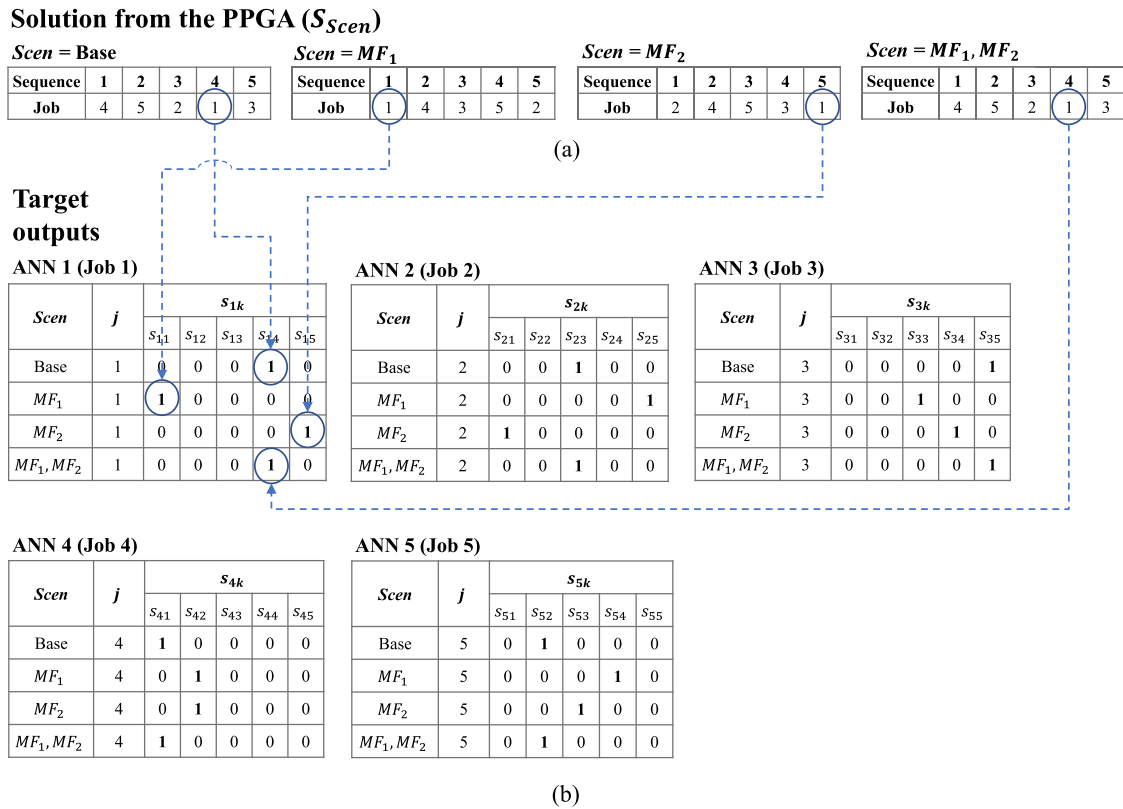 Solution from the PPGA (S_Scen)
Scen = Base
Sequence 1 2 3 4 5
Job 4 5 2 1 3
Scen = MF₁
Sequence 1 2 3 4 5
Job 1 4 3 5 2
Scen = MF₂
Sequence 1 2 3 4 5
Job 2 4 5 3 1
Scen = MF₁, MF₂
Sequence 1 2 3 4 5
Job 4 5 2 1 3
(a)
Target
outputs
ANN 1 (Job 1)
Scen j s₁ₖ
s₁₁ s₁₂ s₁₃ s₁₄ s₁₅
Base 1 0 0 0 1 0
MF₁ 1 1 0 0 0 0
MF₂ 1 0 0 0 0 1
MF₁, MF₂ 1 0 0 0 1 0
ANN 2 (Job 2)
Scen j s₂ₖ
s₂₁ s₂₂ s₂₃ s₂₄ s₂₅
Base 2 0 0 1 0 0
MF₁ 2 0 0 0 0 1
MF₂ 2 1 0 0 0 0
MF₁, MF₂ 2 0 0 1 0 0
ANN 3 (Job 3)
Scen j s₃ₖ
s₃₁ s₃₂ s₃₃ s₃₄ s₃₅
Base 3 0 0 0 0 1
MF₁ 3 0 0 1 0 0
MF₂ 3 0 0 0 1 0
MF₁, MF₂ 3 0 0 0 0 1
ANN 4 (Job 4)
Scen j s₄ₖ
s₄₁ s₄₂ s₄₃ s₄₄ s₄₅
Base 4 1 0 0 0 0
MF₁ 4 0 1 0 0 0
MF₂ 4 0 1 0 0 0
MF₁, MF₂ 4 1 0 0 0 0
ANN 5 (Job 5)
Scen j s₅ₖ
s₅₁ s₅₂ s₅₃ s₅₄ s₅₅
Base 5 0 1 0 0 0
MF₁ 5 0 0 0 1 0
MF₂ 5 0 0 1 0 0
MF₁, MF₂ 5 0 1 0 0 0
(b)